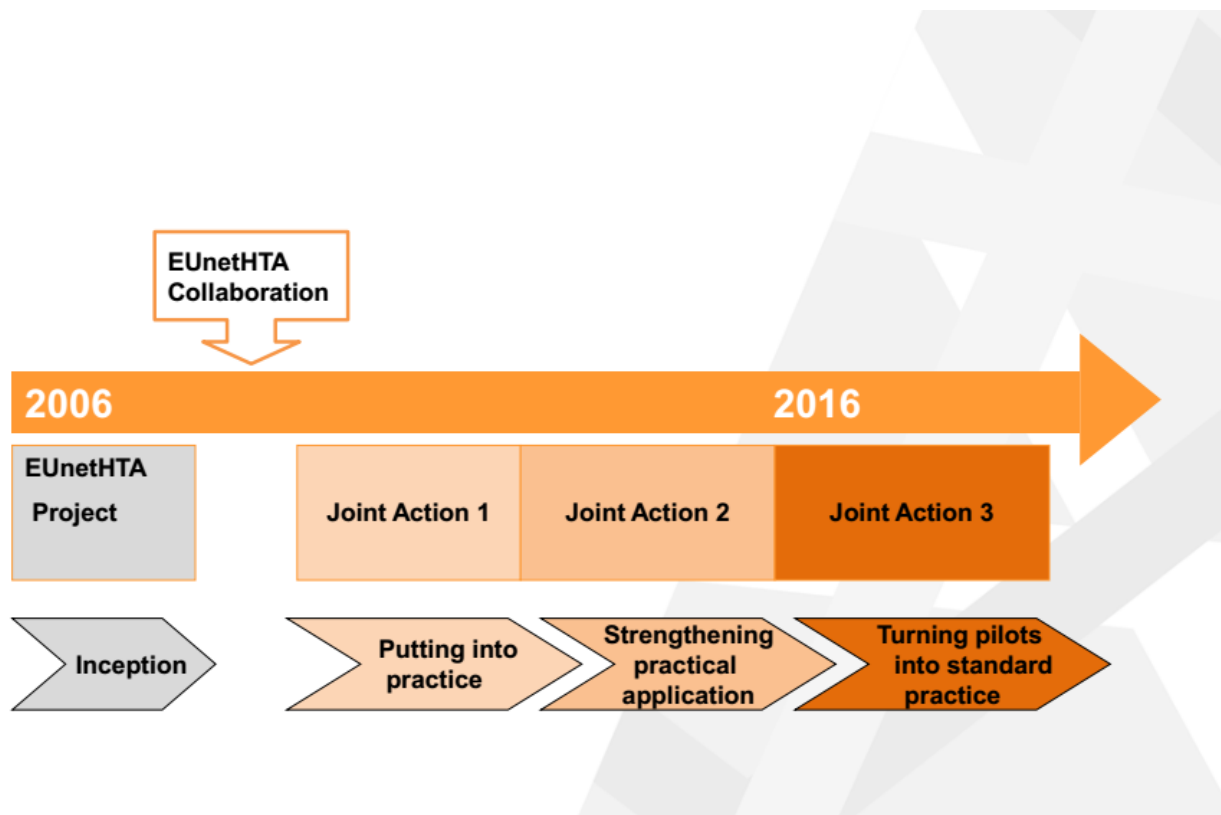 EUnetHTA
Collaboration
2006
2016
EUnetHTA
Project
Joint Action 1
Joint Action 2
Joint Action 3
Inception
Putting into
practice
Strengthening
practical
application
Turning pilots
into standard
practice